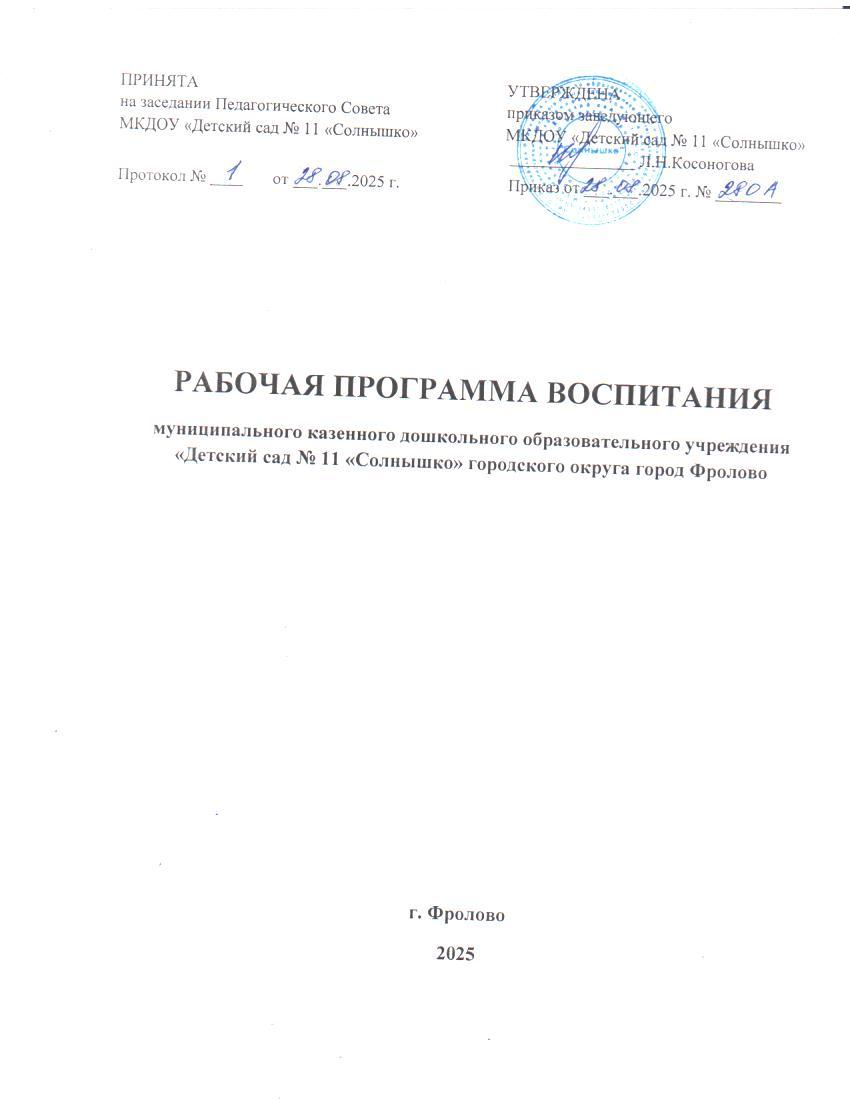 ПРИНЯТА
на заседании Педагогического Совета
МКДОУ «Детский сад № 11 «Солнышко»
Протокол № 1 от 28.08.2025 г.
УТВЕРЖДЕНА
приказом заведующего
МКДОУ «Детский сад № 11 «Солнышко»
Л.Н.Косоногова
Приказ от 28.08.2025 г. № 280А
РАБОЧАЯ ПРОГРАММА ВОСПИТАНИЯ
муниципального казенного дошкольного образовательного учреждения
«Детский сад № 11 «Солнышко» городского округа город Фролово
г. Фролово
2025